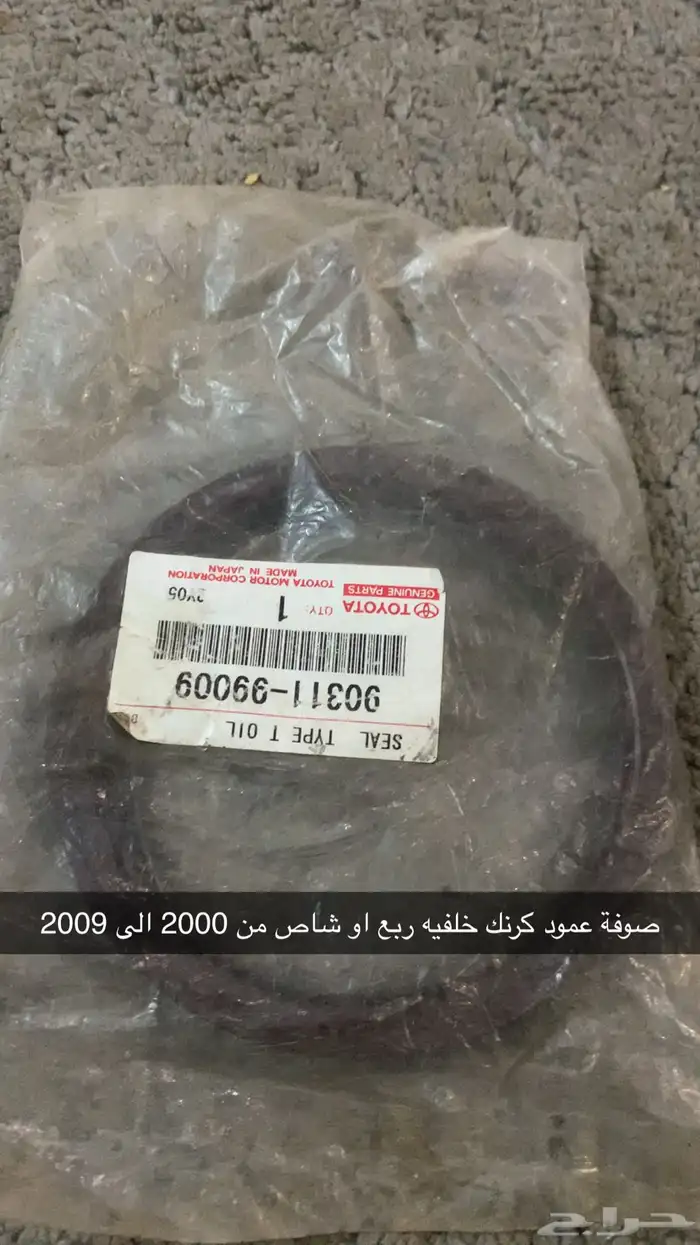 SEAL TYPE T OIL
90311-99009
TOYOTA
GENUINE PARTS
QTY: 1
TOYOTA MOTOR CORPORATION
MADE IN JAPAN
صوفة عمود كرنك خلفيه ربع او شاص من 2000 الى 2009
حراج